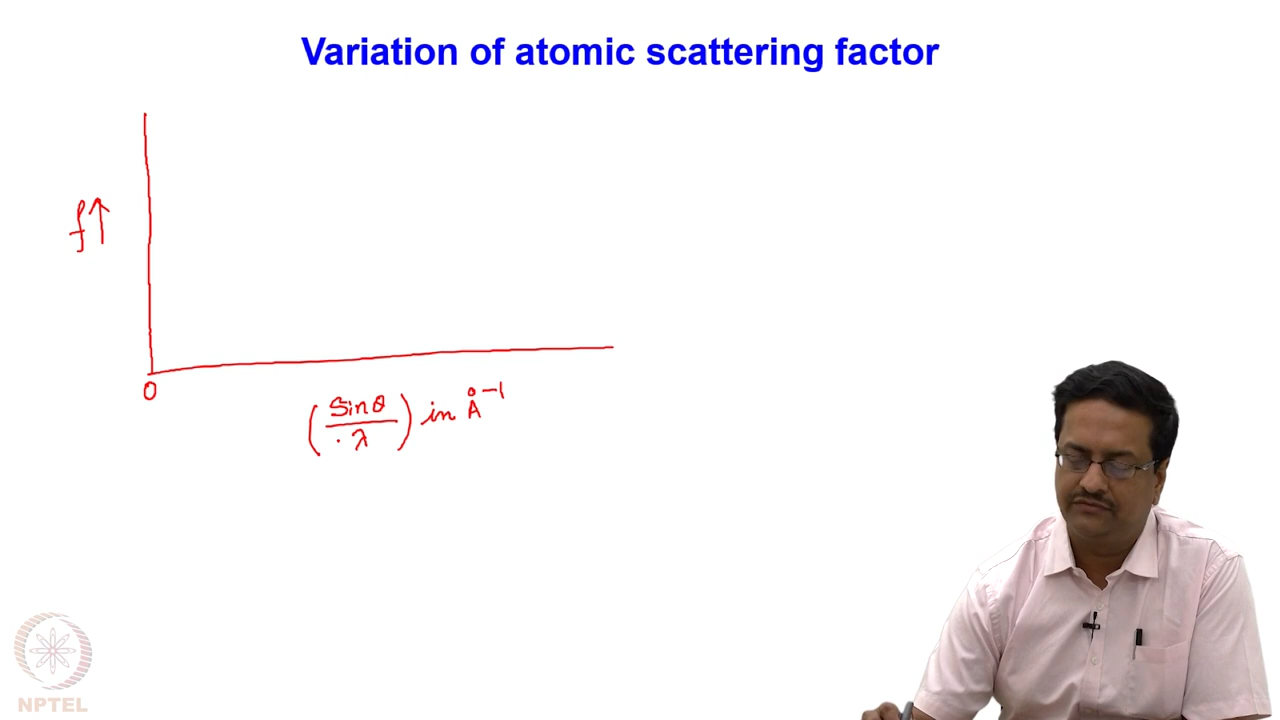 Variation of atomic scattering factor
f↑
0
(sinθ/λ) in Å⁻¹
NPTEL